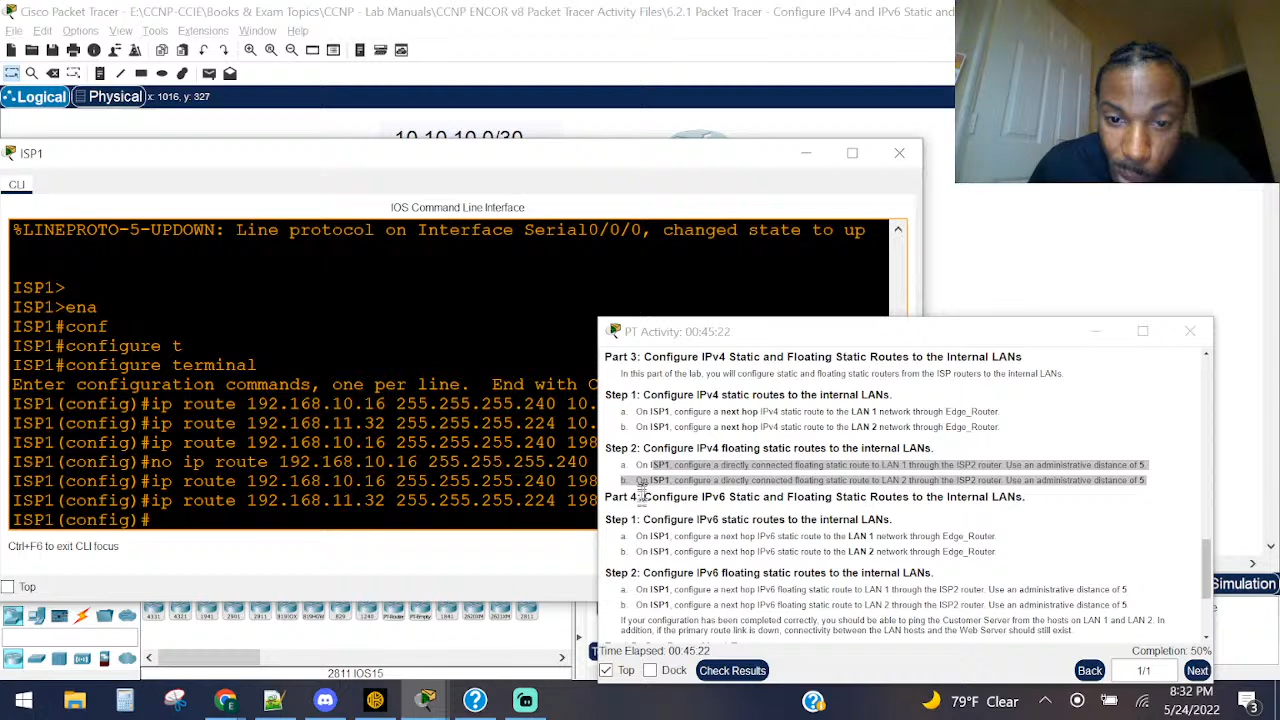 Cisco Packet Tracer - E:\CCNP-CCIE\Books & Exam Topics\CCNP - Lab Manuals\CCNP ENCOR v8 Packet Tracer Activity Files\6.2.1 Packet Tracer - Configure IPv4 and IPv6 Static and
File Edit Options View Tools Extensions Window Help
Logical Physical x: 1016, y: 327
10.10.10.0/30
ISP1
CLI
IOS Command Line Interface
%LINEPROTO-5-UPDOWN: Line protocol on Interface Serial0/0/0, changed state to up
ISP1>
ISP1>ena
ISP1#conf
ISP1#configure t
ISP1#configure terminal
Enter configuration commands, one per line. End with C
ISP1(config)#ip route 192.168.10.16 255.255.255.240 10.
ISP1(config)#ip route 192.168.11.32 255.255.255.224 10.
ISP1(config)#ip route 192.168.10.16 255.255.255.240 198
ISP1(config)#no ip route 192.168.10.16 255.255.255.240
ISP1(config)#ip route 192.168.10.16 255.255.255.240 198
ISP1(config)#ip route 192.168.11.32 255.255.255.224 198
ISP1(config)#
Ctrl+F6 to exit CLI focus
Top
PT Activity: 00:45:22
Part 3: Configure IPv4 Static and Floating Static Routes to the Internal LANs
In this part of the lab, you will configure static and floating static routes from the ISP routers to the internal LANs.
Step 1: Configure IPv4 static routes to the internal LANs.
a. On ISP1, configure a next hop IPv4 static route to the LAN 1 network through Edge_Router.
b. On ISP1, configure a next hop IPv4 static route to the LAN 2 network through Edge_Router.
Step 2: Configure IPv4 floating static routes to the internal LANs.
a. On ISP1, configure a directly connected floating static route to LAN 1 through the ISP2 router. Use an administrative distance of 5.
b. On ISP1, configure a directly connected floating static route to LAN 2 through the ISP2 router. Use an administrative distance of 5.
Part 4: Configure IPv6 Static and Floating Static Routes to the Internal LANs.
Step 1: Configure IPv6 static routes to the internal LANs.
a. On ISP1, configure a next hop IPv6 static route to the LAN 1 network through Edge_Router.
b. On ISP1, configure a next hop IPv6 static route to the LAN 2 network through Edge_Router.
Step 2: Configure IPv6 floating static routes to the internal LANs.
a. On ISP1, configure a next hop IPv6 floating static route to LAN 1 through the ISP2 router. Use an administrative distance of 5
b. On ISP1, configure a next hop IPv6 floating static route to LAN 2 through the ISP2 router. Use an administrative distance of 5
If your configuration has been completed correctly, you should be able to ping the Customer Server from the hosts on LAN 1 and LAN 2. In
addition, if the primary route link is down, connectivity between the LAN hosts and the Web Server should still exist.
Time Elapsed: 00:45:22 Completion: 50%
Top Dock Check Results Back 1/1 Next
Simulation
4331 4321 1941 2901 2911 819IOX 819HGW 829 1240 PT-Router PT-Empty 1841 2620XM 2621XM 2811
2811 IOS15
79°F Clear
8:32 PM
5/24/2022
3